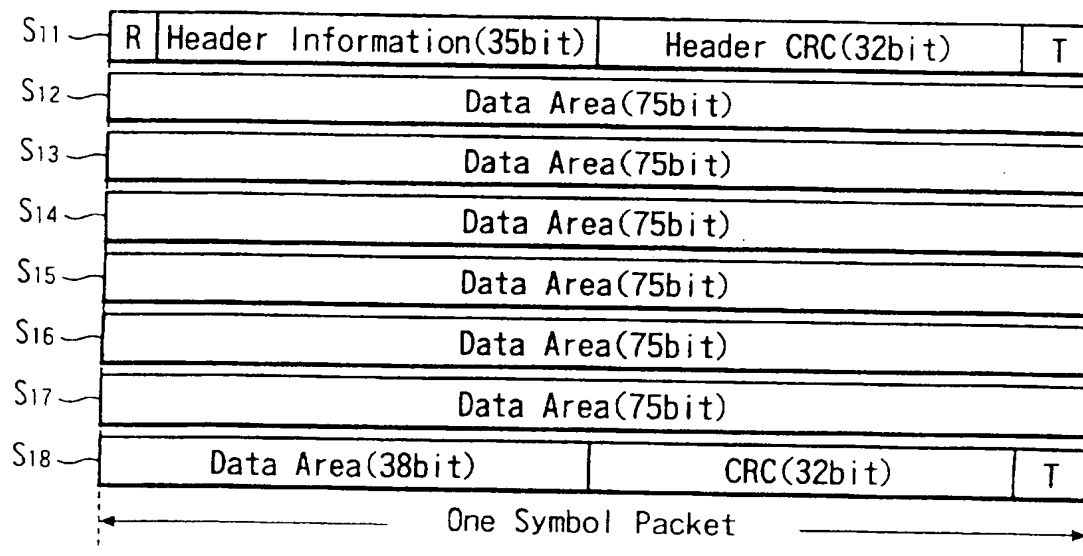 S11 R Header Information(35bit) Header CRC(32bit) T
S12 Data Area(75bit)
S13 Data Area(75bit)
S14 Data Area(75bit)
S15 Data Area(75bit)
S16 Data Area(75bit)
S17 Data Area(75bit)
S18 Data Area(38bit) CRC(32bit) T
One Symbol Packet